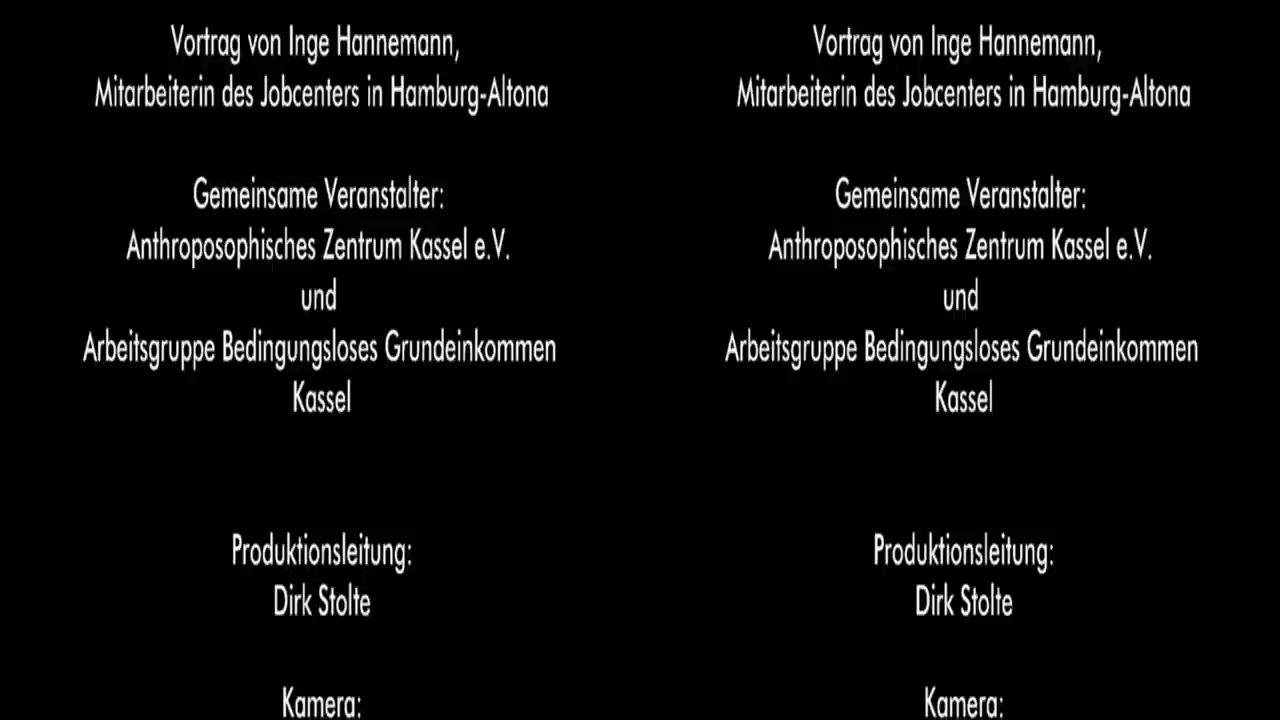 Vortrag von Inge Hannemann,
Mitarbeiterin des Jobcenters in Hamburg-Altona
Gemeinsame Veranstalter:
Anthroposophisches Zentrum Kassel e.V.
und
Arbeitsgruppe Bedingungsloses Grundeinkommen
Kassel
Produktionsleitung:
Dirk Stolte
Kamera:
Vortrag von Inge Hannemann,
Mitarbeiterin des Jobcenters in Hamburg-Altona
Gemeinsame Veranstalter:
Anthroposophisches Zentrum Kassel e.V.
und
Arbeitsgruppe Bedingungsloses Grundeinkommen
Kassel
Produktionsleitung:
Dirk Stolte
Kamera: